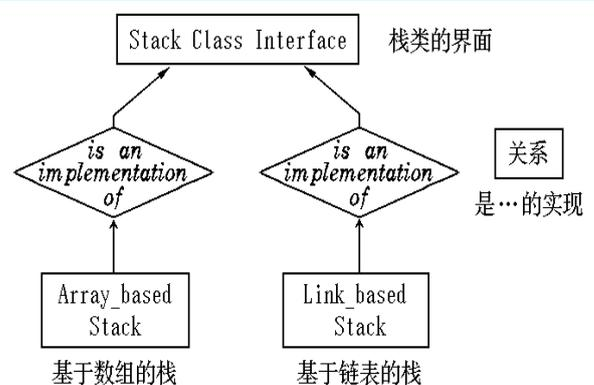 Stack Class Interface
栈类的界面
is an
implementation
of
is an
implementation
of
关系
是…的实现
Array_based
Stack
Link_based
Stack
基于数组的栈
基于链表的栈